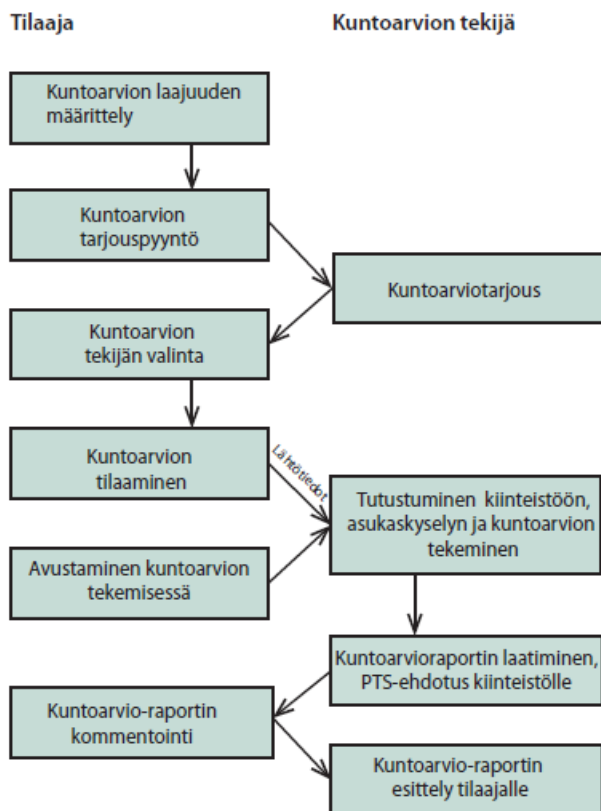 Tilaaja
Kuntoarvion tekijä
Kuntoarvion laajuuden
määrittely
Kuntoarvion
tarjouspyyntö
Kuntoarviotarjous
Kuntoarvion
tekijän valinta
Kuntoarvion
tilaaminen
Lähtötiedot
Tutustuminen kiinteistöön,
asukaskyselyn ja kuntoarvion
tekeminen
Avustaminen kuntoarvion
tekemisessä
Kuntoarvioraportin laatiminen,
PTS-ehdotus kiinteistölle
Kuntoarvio-raportin
kommentointi
Kuntoarvio-raportin
esittely tilaajalle